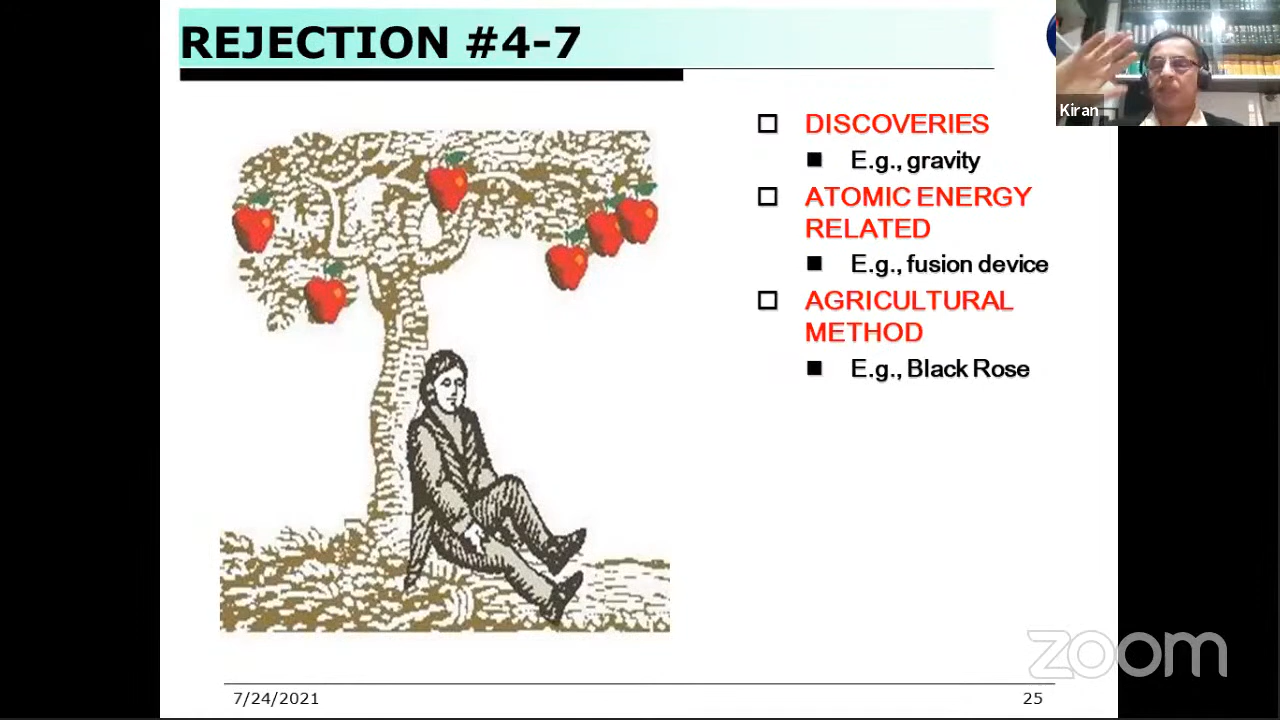 REJECTION #4-7
Kiran
DISCOVERIES
E.g., gravity
ATOMIC ENERGY
RELATED
E.g., fusion device
AGRICULTURAL
METHOD
E.g., Black Rose
zoom
7/24/2021
25